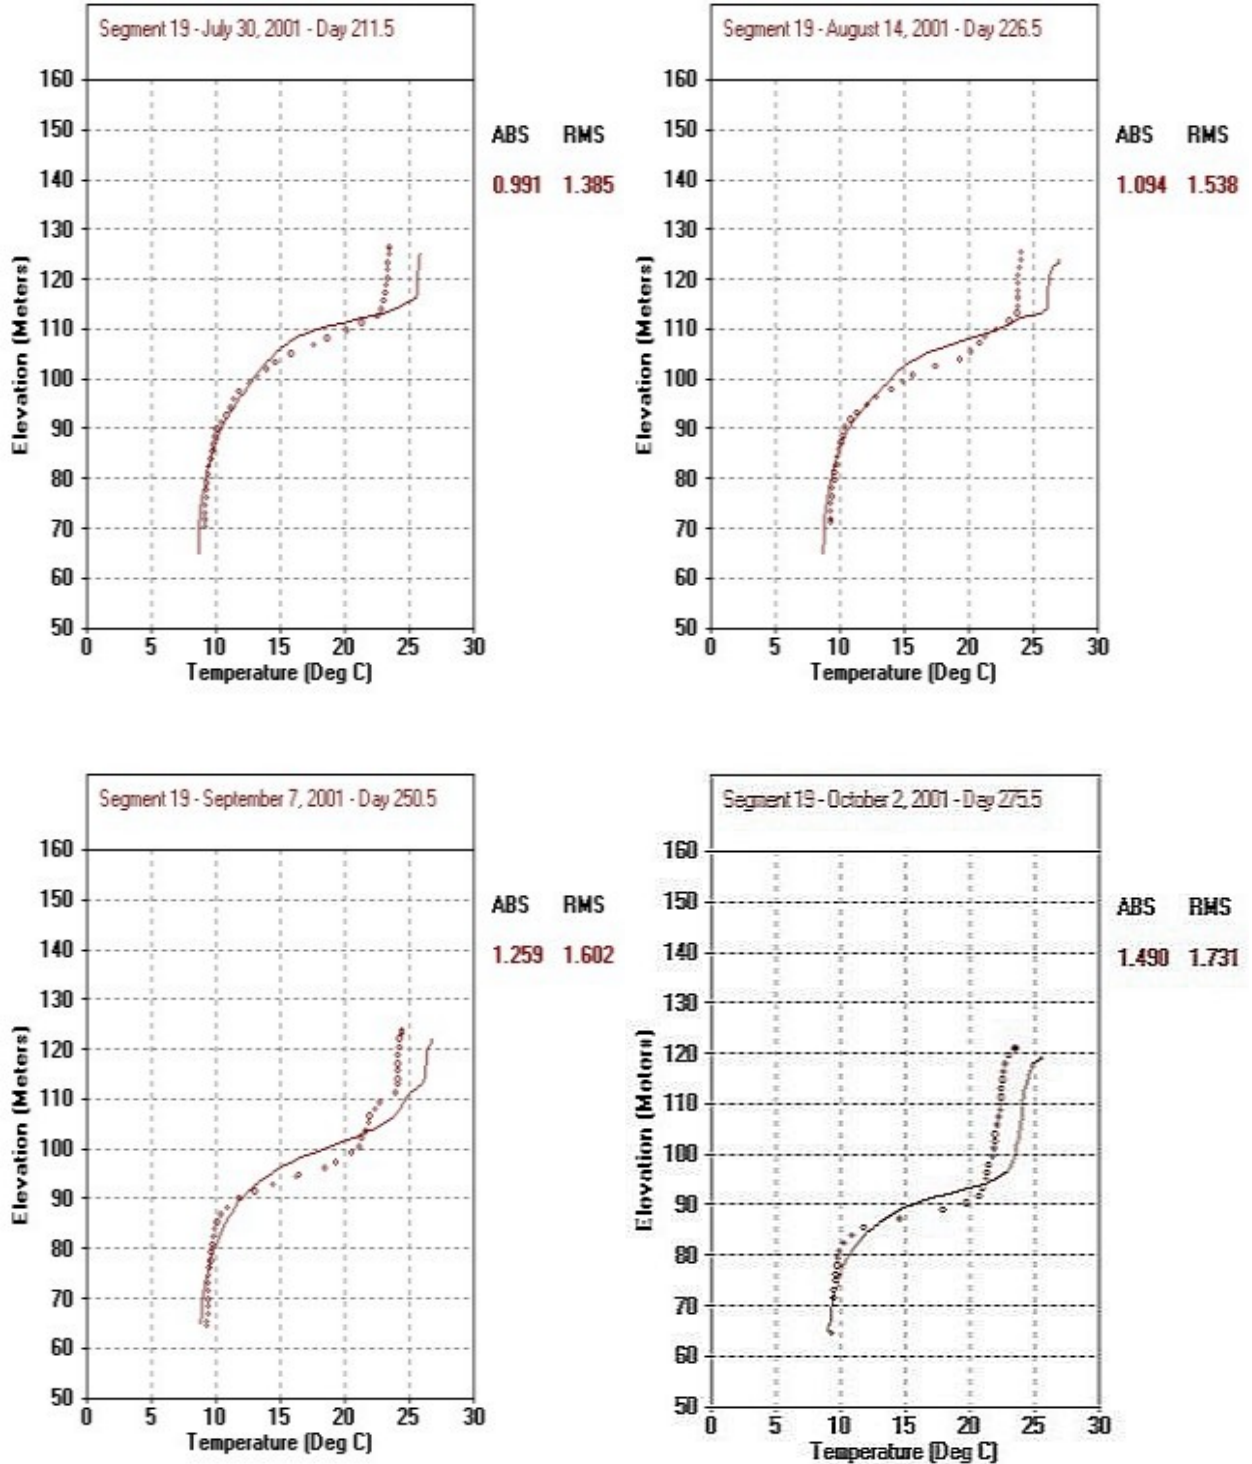 Segment 19 - July 30, 2001 - Day 211.5
160
150
140
130
120
110
100
90
80
70
60
50
0 5 10 15 20 25 30
Elevation (Meters)
Temperature (Deg C)
ABS RMS
0.991 1.385
Segment 19 - August 14, 2001 - Day 226.5
160
150
140
130
120
110
100
90
80
70
60
50
0 5 10 15 20 25 30
Elevation (Meters)
Temperature (Deg C)
ABS RMS
1.094 1.538
Segment 19 - September 7, 2001 - Day 250.5
160
150
140
130
120
110
100
90
80
70
60
50
0 5 10 15 20 25 30
Elevation (Meters)
Temperature (Deg C)
ABS RMS
1.259 1.602
Segment 19 - October 2, 2001 - Day 275.5
160
150
140
130
120
110
100
90
80
70
60
50
0 5 10 15 20 25 30
Elevation (Meters)
Temperature (Deg C)
ABS RMS
1.490 1.731